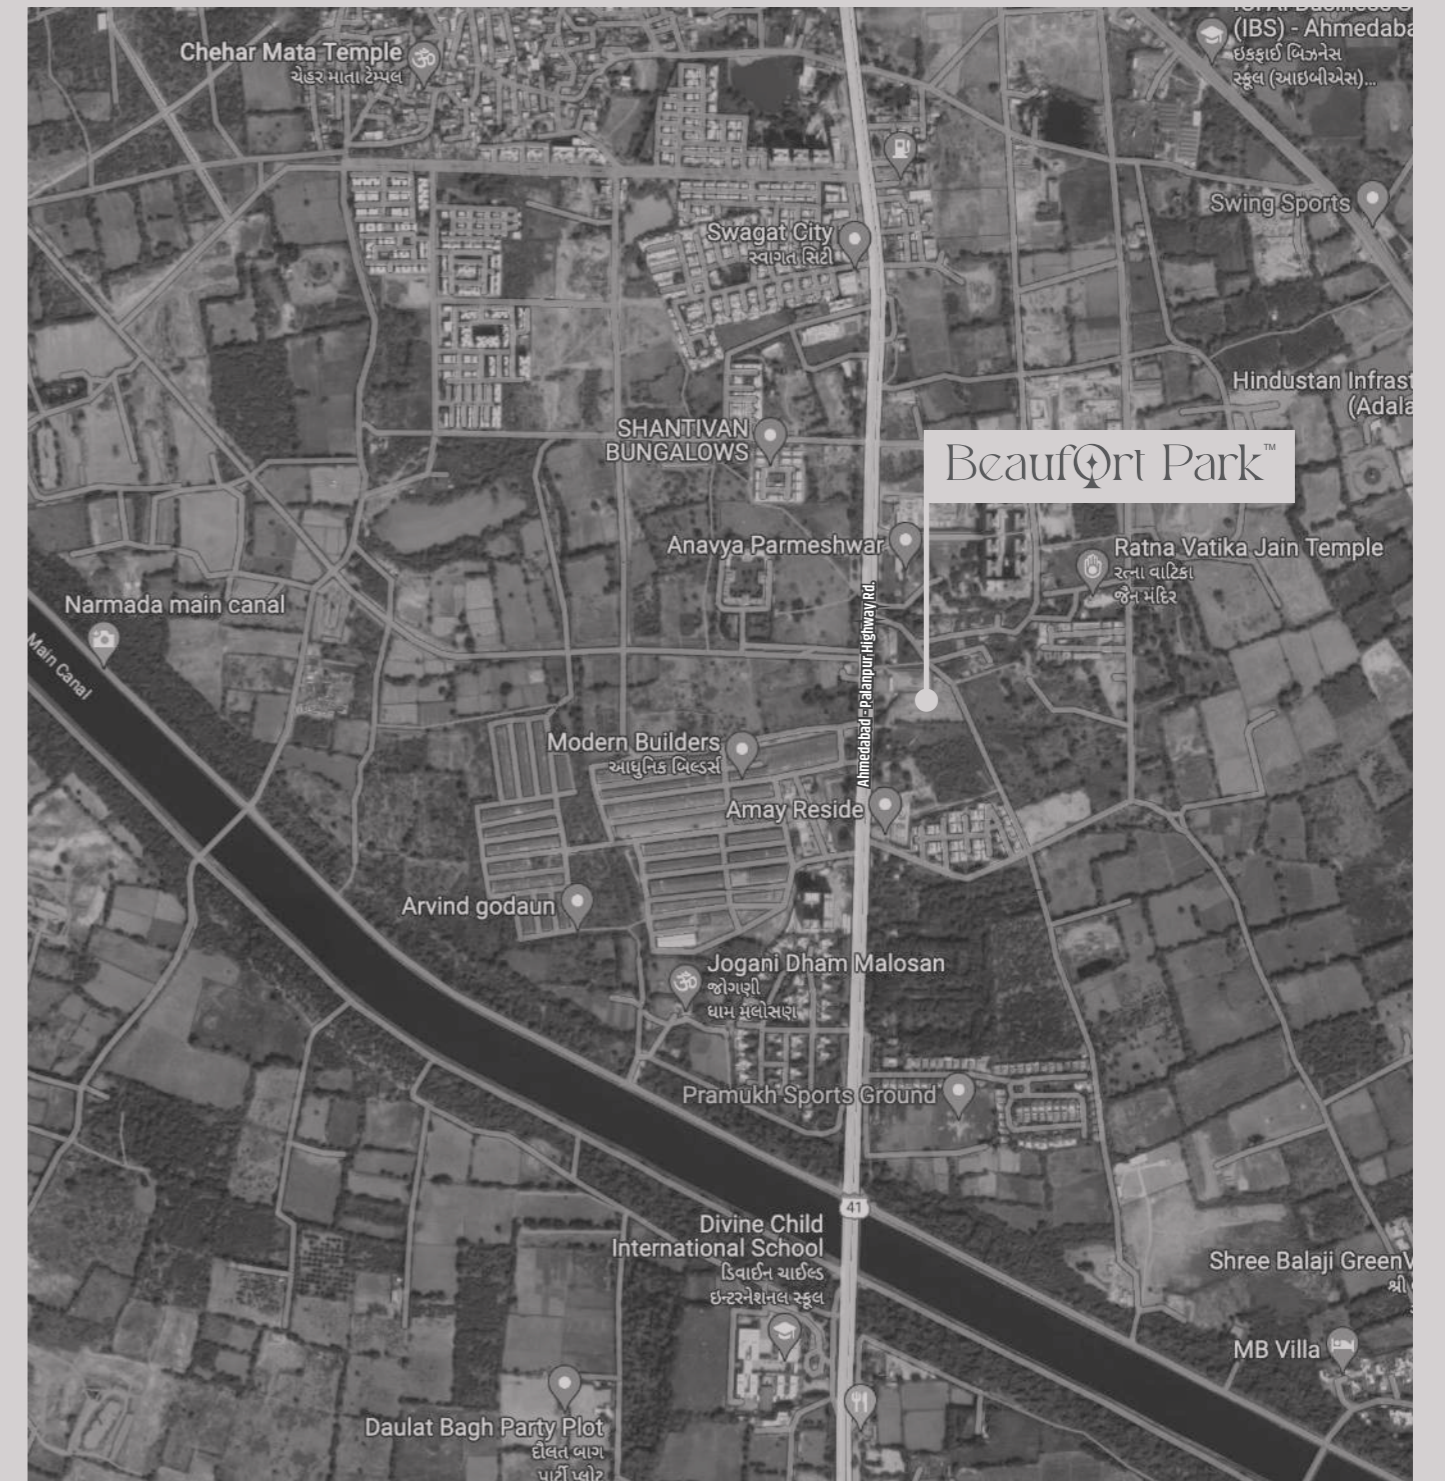 (IBS) - Ahmedaba
ઇકફાઈ બિઝનેસ
સ્કૂલ (આઇબીએસ)...
Chehar Mata Temple
ચેહર માતા ટેમ્પલ
Swing Sports
Swagat City
સ્વાગત સિટી
Hindustan Infrast
(Adala
SHANTIVAN
BUNGALOWS
Beaufort Park™
Anavya Parmeshwar
Ratna Vatika Jain Temple
રત્ના વાટિકા
જૈન મંદિર
Narmada main canal
Main Canal
Ahmedabad - Palanpur Highway Rd.
Modern Builders
આધુનિક બિલ્ડર્સ
Amay Reside
Arvind godaun
Jogani Dham Malosan
જોગણી
ધામ મલોસણ
Pramukh Sports Ground
41
Divine Child
International School
ડિવાઈન ચાઈલ્ડ
ઇન્ટરનેશનલ સ્કૂલ
Shree Balaji GreenV
શ્રી
MB Villa
Daulat Bagh Party Plot
દૌલત બાગ
પાર્ટી પ્લોટ